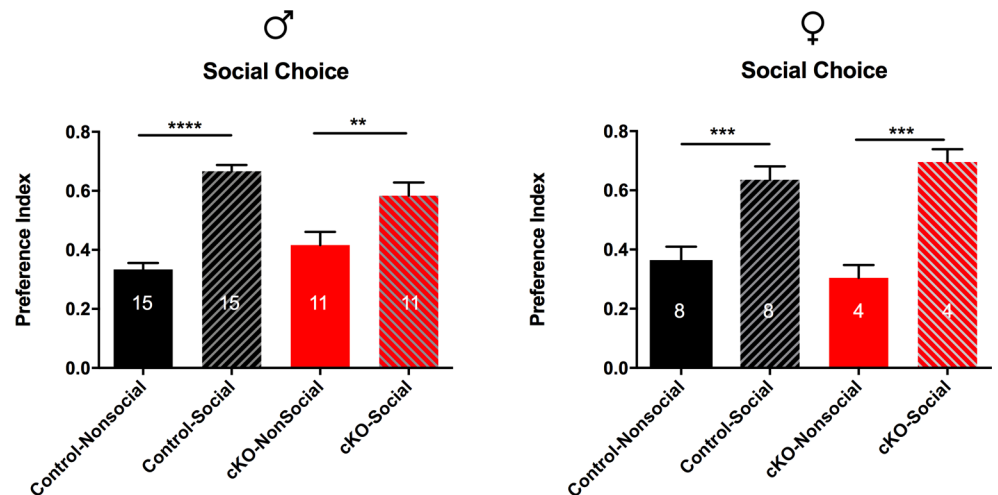 ♂
Social Choice
Preference Index
0.8
0.6
0.4
0.2
0.0
****
**
15
15
11
11
Control-Nonsocial
Control-Social
cKO-NonSocial
cKO-Social
♀
Social Choice
Preference Index
0.8
0.6
0.4
0.2
0.0
***
***
8
8
4
4
Control-Nonsocial
Control-Social
cKO-Nonsocial
cKO-Social